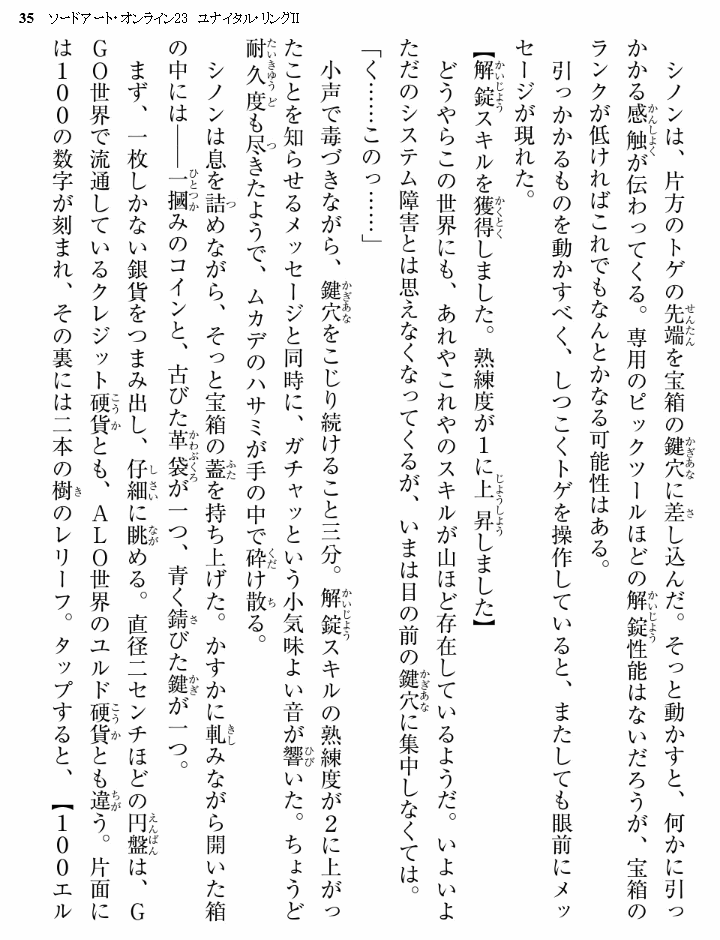 35 ソードアート・オンライン23 ユナイタル・リングⅡ
シノンは、片方のトゲの先端を宝箱の鍵穴に差し込んだ。そっと動かすと、何かに引っ
かかる感触が伝わってくる。専用のピックツールほどの解錠性能はないだろうが、宝箱の
ランクが低ければこれでもなんとかなる可能性はある。
引っかかるものを動かすべく、しつこくトゲを操作していると、またしても眼前にメッ
セージが現れた。
【解錠スキルを獲得しました。熟練度が1に上昇しました】
どうやらこの世界にも、あれやこれやのスキルが山ほど存在しているようだ。いよいよ
ただのシステム障害とは思えなくなってくるが、いまは目の前の鍵穴に集中しなくては。
「く……このっ……」
小声で毒づきながら、鍵穴をこじり続けること三分。解錠スキルの熟練度が2に上がっ
たことを知らせるメッセージと同時に、ガチャッという小気味よい音が響いた。ちょうど
耐久度も尽きたようで、ムカデのハサミが手の中で砕け散る。
シノンは息を詰めながら、そっと宝箱の蓋を持ち上げた。かすかに軋みながら開いた箱
の中には――一摑みのコインと、古びた革袋が一つ、青く錆びた鍵が一つ。
まず、一枚しかない銀貨をつまみ出し、仔細に眺める。直径二センチほどの円盤は、G
GO世界で流通しているクレジット硬貨とも、ALO世界のユルド硬貨とも違う。片面に
は100の数字が刻まれ、その裏には二本の樹のレリーフ。タップすると、【100エル